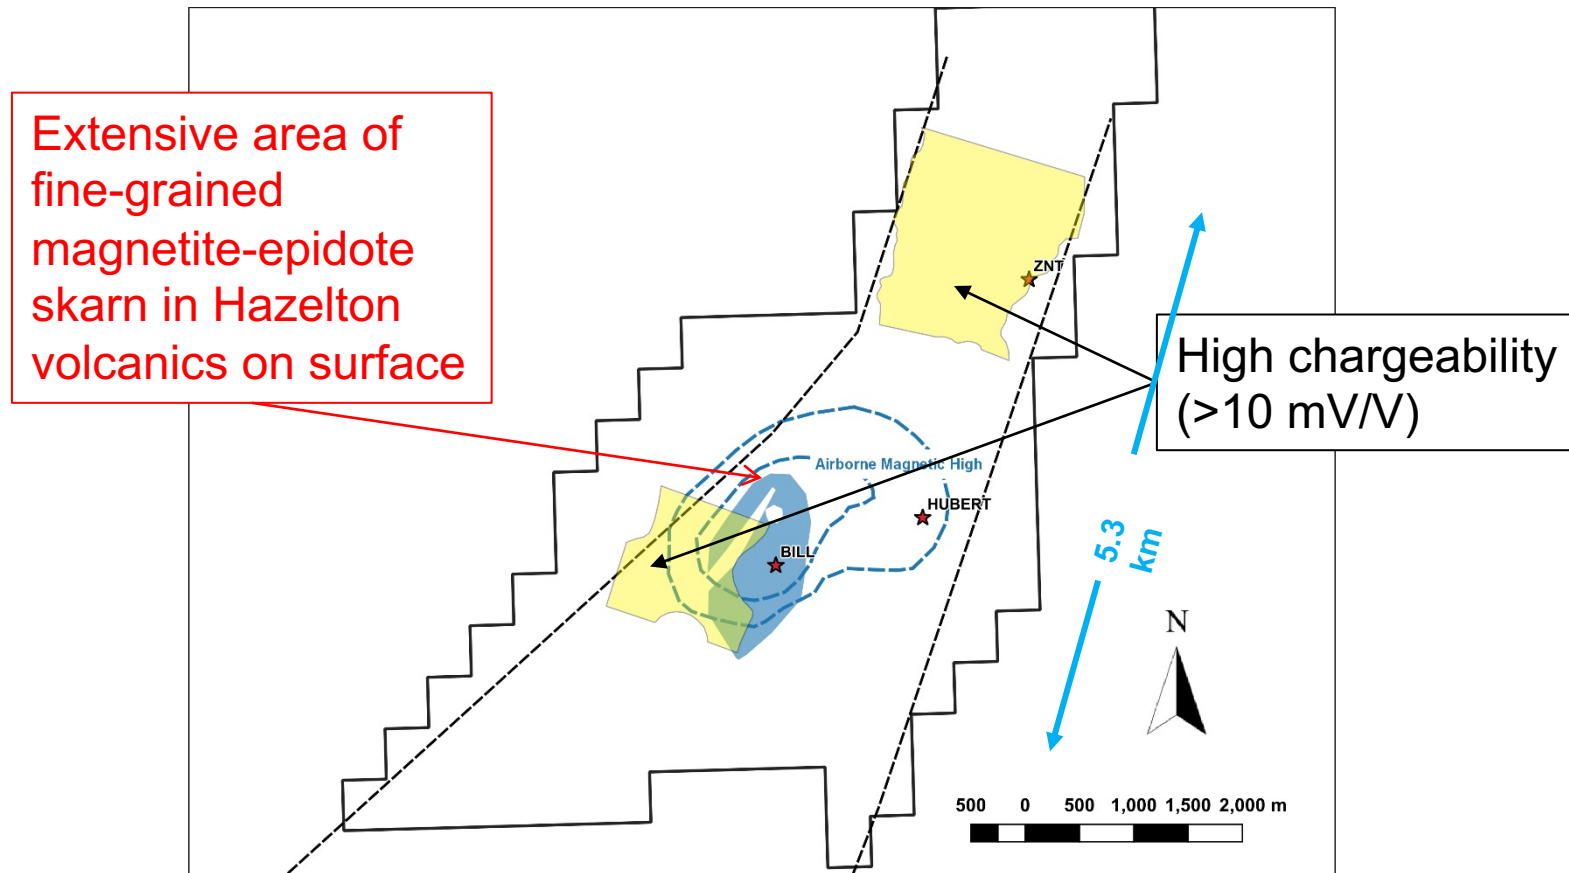 Extensive area of
fine-grained
magnetite-epidote
skarn in Hazelton
volcanics on surface
ZNT
High chargeability
(>10 mV/V)
Airborne Magnetic High
HUBERT
BILL
5.3
km
N
500 0 500 1,000 1,500 2,000 m